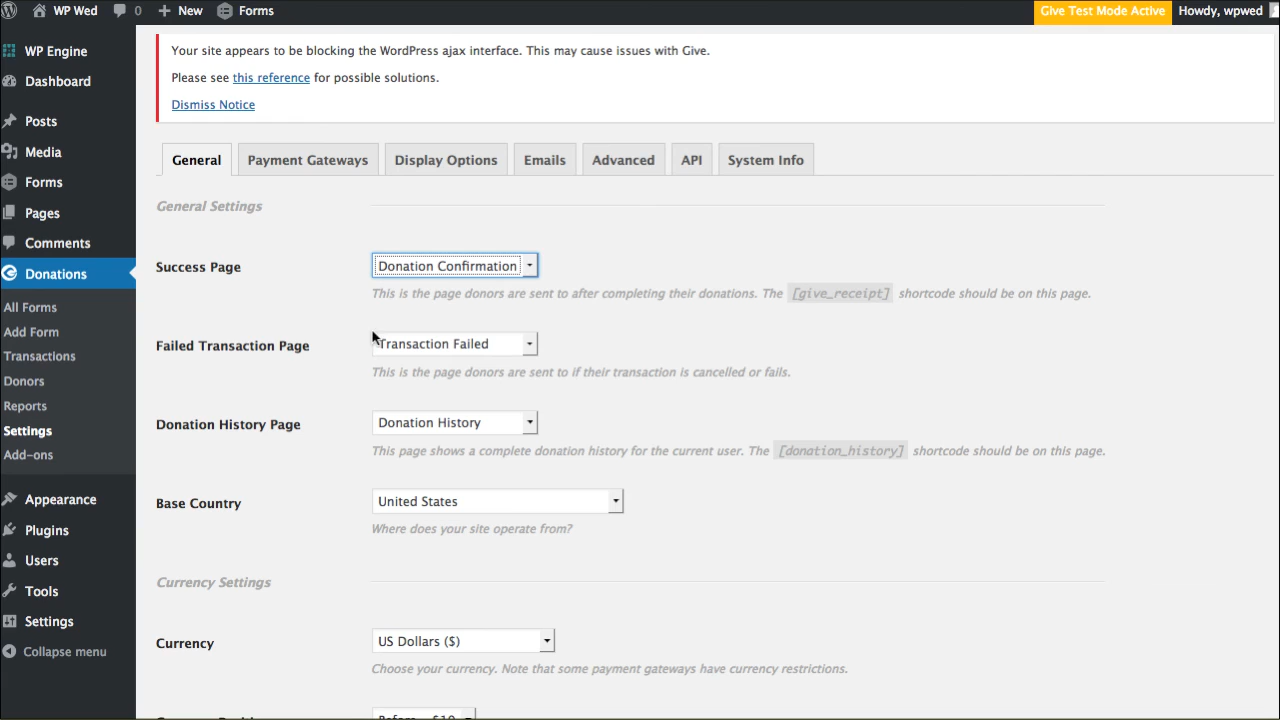 WP Wed 0 New Forms Give Test Mode Active Howdy, wpwed
WP Engine
Dashboard
Posts
Media
Forms
Pages
Comments
Donations
All Forms
Add Form
Transactions
Donors
Reports
Settings
Add-ons
Appearance
Plugins
Users
Tools
Settings
Collapse menu
Your site appears to be blocking the WordPress ajax interface. This may cause issues with Give.
Please see this reference for possible solutions.
Dismiss Notice
General Payment Gateways Display Options Emails Advanced API System Info
General Settings
Success Page Donation Confirmation
This is the page donors are sent to after completing their donations. The [give_receipt] shortcode should be on this page.
Failed Transaction Page Transaction Failed
This is the page donors are sent to if their transaction is cancelled or fails.
Donation History Page Donation History
This page shows a complete donation history for the current user. The [donation_history] shortcode should be on this page.
Base Country United States
Where does your site operate from?
Currency Settings
Currency US Dollars ($)
Choose your currency. Note that some payment gateways have currency restrictions.